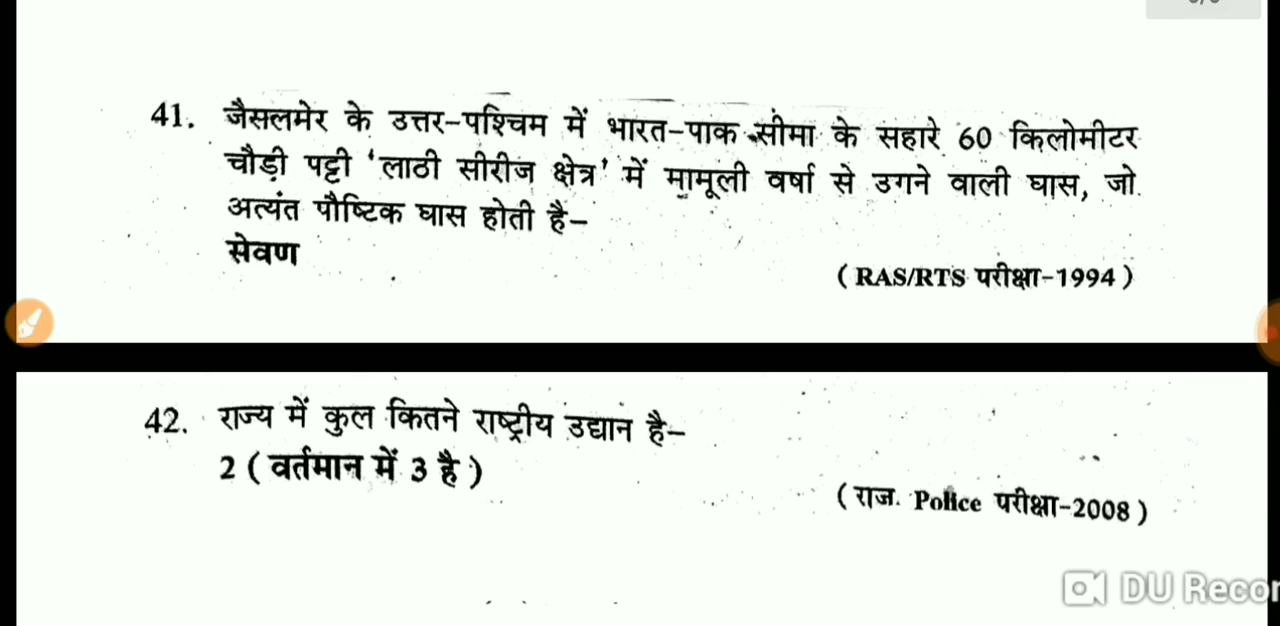 41. जैसलमेर के उत्तर-पश्चिम में भारत-पाक सीमा के सहारे 60 किलोमीटर
चौड़ी पट्टी 'लाठी सीरीज क्षेत्र' में मामूली वर्षा से उगने वाली घास, जो
अत्यंत पौष्टिक घास होती है–
सेवण
( RAS/RTS परीक्षा-1994 )
42. राज्य में कुल कितने राष्ट्रीय उद्यान है–
2 ( वर्तमान में 3 है )
( राज. Police परीक्षा-2008 )
DU Recor